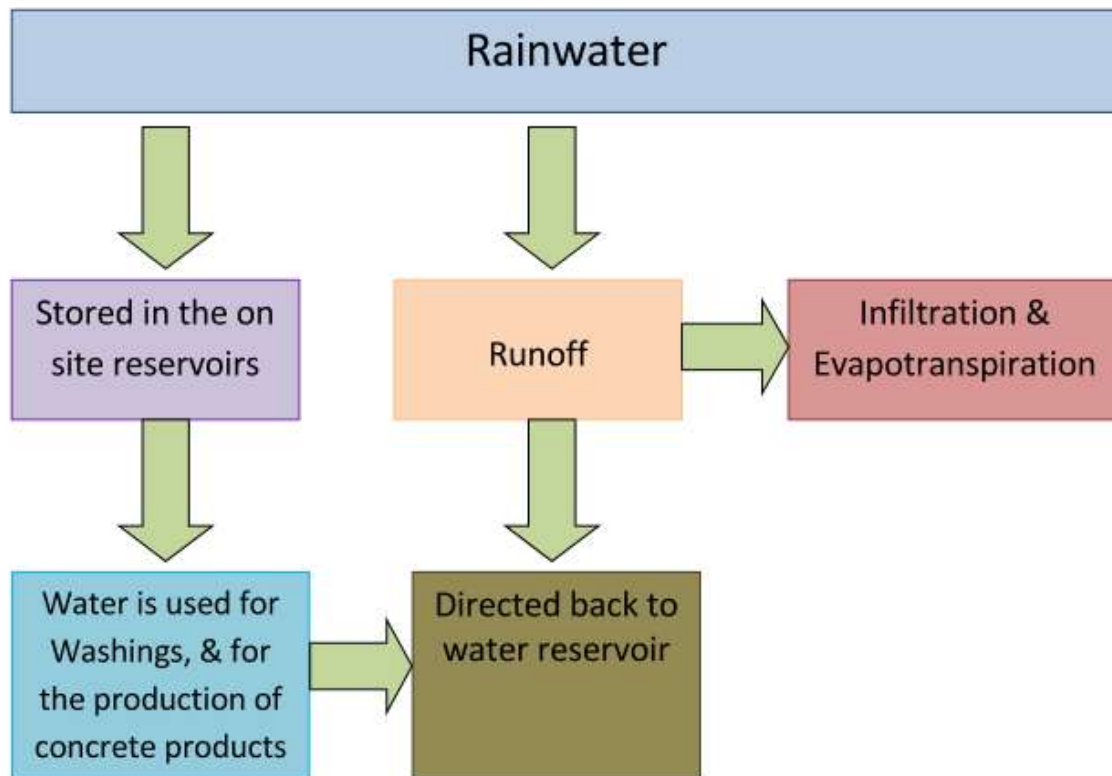 Rainwater
Stored in the on
site reservoirs
Runoff
Infiltration &
Evapotranspiration
Water is used for
Washings, & for
the production of
concrete products
Directed back to
water reservoir